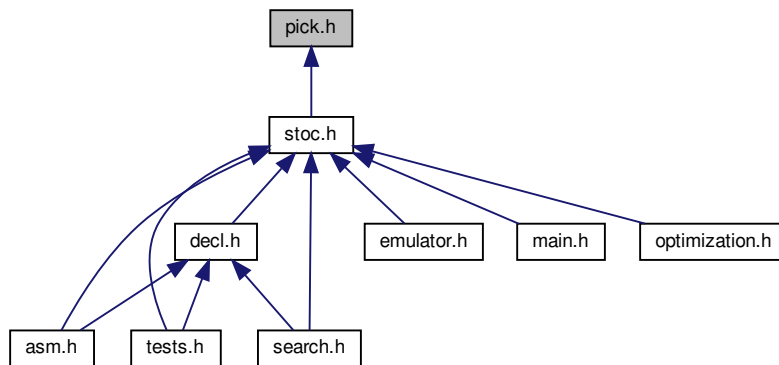 pick.h
stoc.h
decl.h
emulator.h
main.h
optimization.h
asm.h
tests.h
search.h